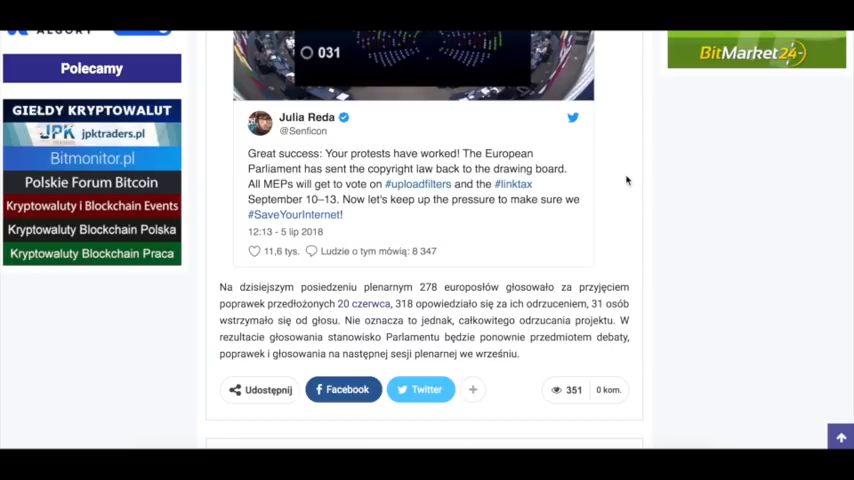 Polecamy
GIEŁDY KRYPTOWALUT
JPK jpktraders.pl
Bitmonitor.pl
Polskie Forum Bitcoin
Kryptowaluty i Blockchain Events
Kryptowaluty Blockchain Polska
Kryptowaluty Blockchain Praca
031
Julia Reda
@Senficon
Great success: Your protests have worked! The European
Parliament has sent the copyright law back to the drawing board.
All MEPs will get to vote on #uploadfilters and the #linktax
September 10–13. Now let's keep up the pressure to make sure we
#SaveYourInternet!
12:13 - 5 lip 2018
11,6 tys. Ludzie o tym mówią: 8 347
Na dzisiejszym posiedzeniu plenarnym 278 europosłów głosowało za przyjęciem
poprawek przedłożonych 20 czerwca, 318 opowiedziało się za ich odrzuceniem, 31 osób
wstrzymało się od głosu. Nie oznacza to jednak, całkowitego odrzucania projektu. W
rezultacie głosowania stanowisko Parlamentu będzie ponownie przedmiotem debaty,
poprawek i głosowania na następnej sesji plenarnej we wrześniu.
Udostępnij Facebook Twitter + 351 0 kom.
BitMarket24